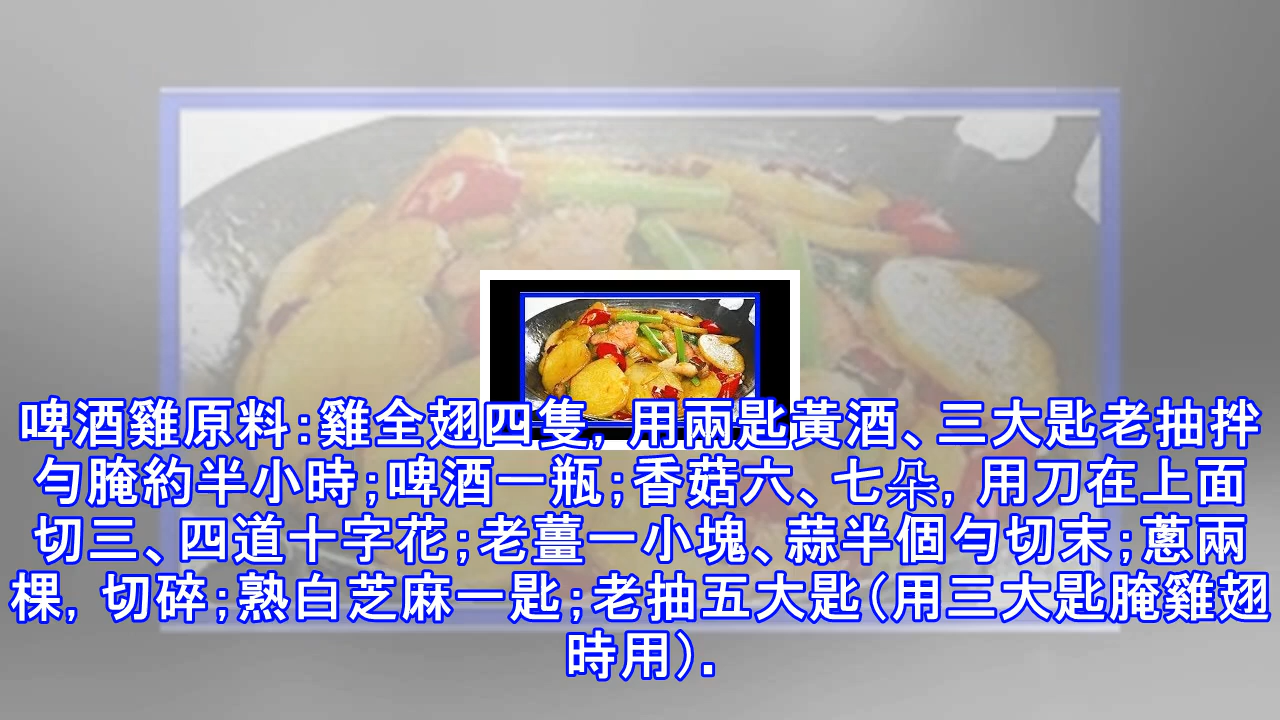 啤酒雞原料:雞全翅四隻,用兩匙黃酒、三大匙老抽拌
勻腌約半小時;啤酒一瓶;香菇六、七朵,用刀在上面
切三、四道十字花;老薑一小塊、蒜半個勻切末;蔥兩
棵,切碎;熟白芝麻一匙;老抽五大匙(用三大匙腌雞翅
時用).